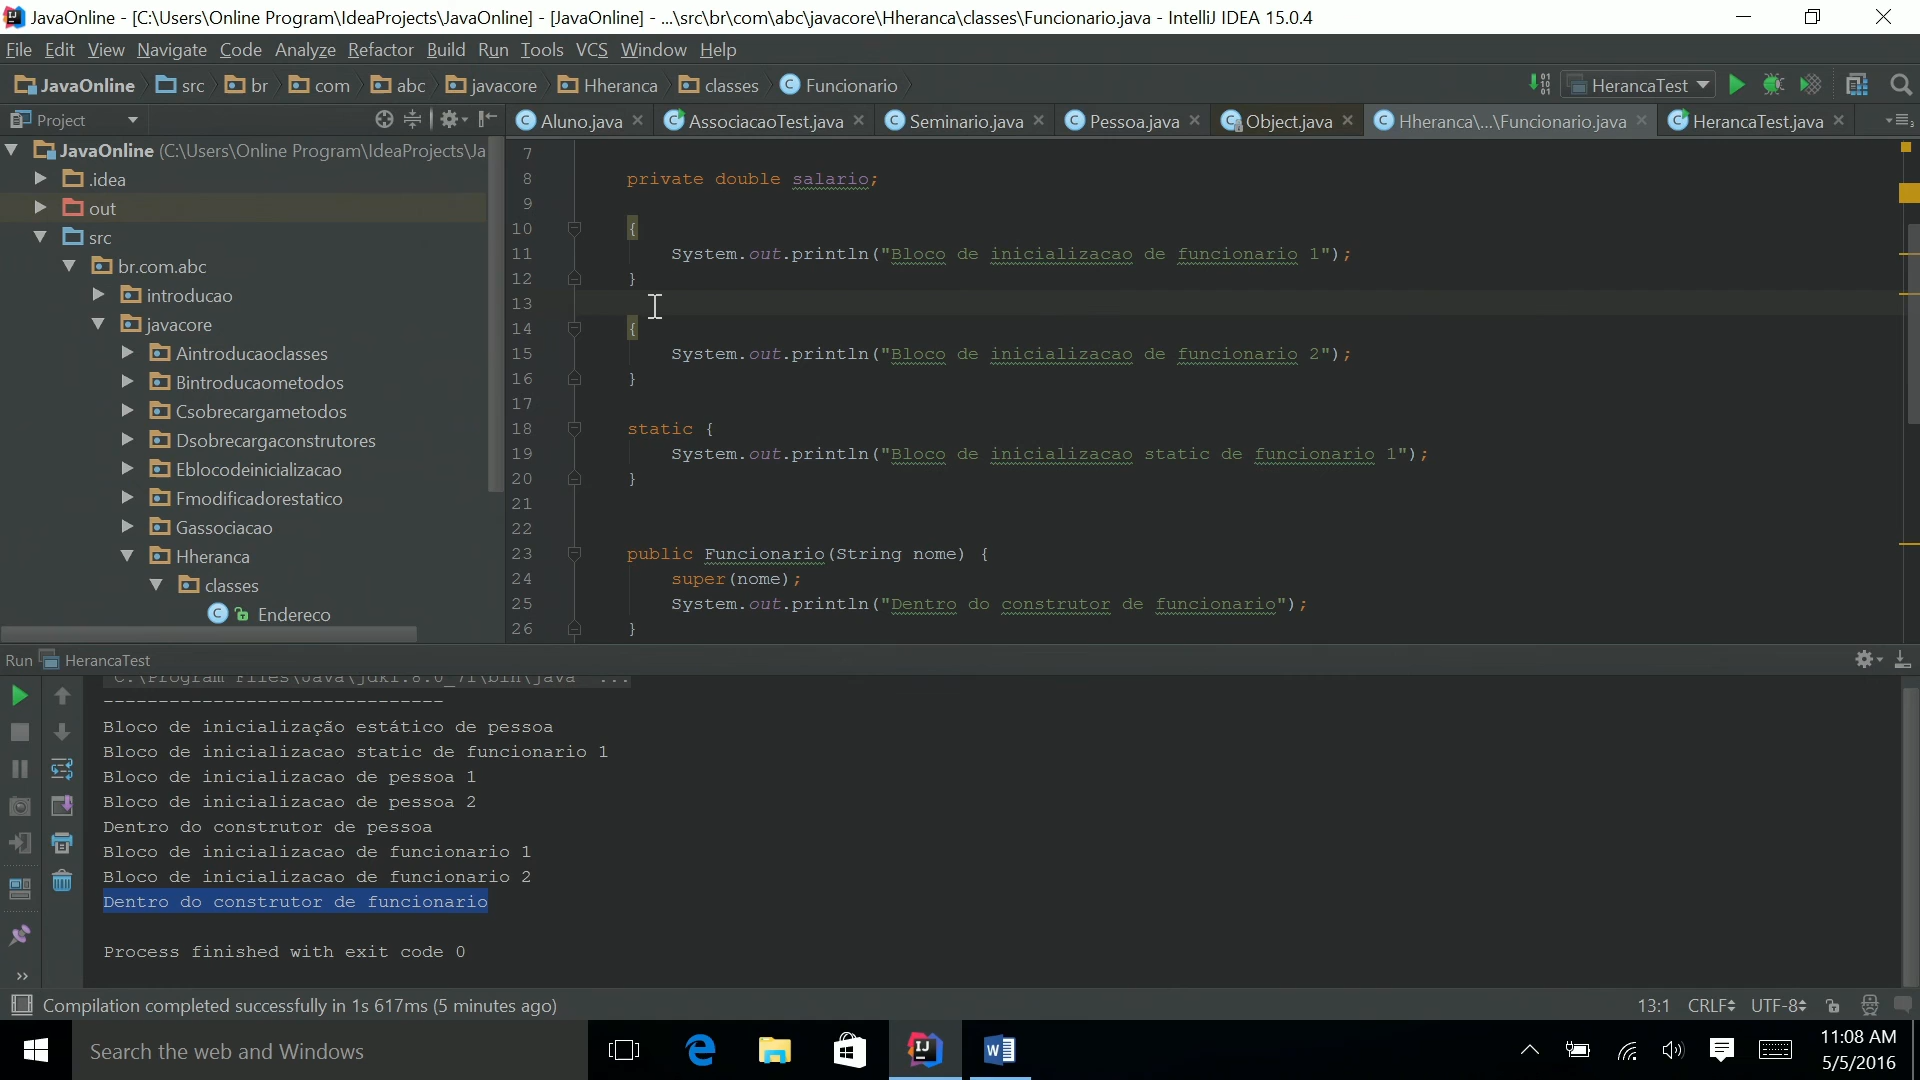 JavaOnline - [C:\Users\Online Program\IdeaProjects\JavaOnline] - [JavaOnline] - ...\src\br\com\abc\javacore\Hheranca\classes\Funcionario.java - IntelliJ IDEA 15.0.4
File Edit View Navigate Code Analyze Refactor Build Run Tools VCS Window Help
JavaOnline src br com abc javacore Hheranca classes Funcionario HerancaTest
Project
Aluno.java AssociacaoTest.java Seminario.java Pessoa.java Object.java Hheranca\...\Funcionario.java HerancaTest.java
JavaOnline (C:\Users\Online Program\IdeaProjects\Ja
.idea
out
src
br.com.abc
introducao
javacore
Aintroducaoclasses
Bintroducaometodos
Csobrecargametodos
Dsobrecargaconstrutores
Eblocodeinicializacao
Fmodificadorestatico
Gassociacao
Hheranca
classes
Endereco
7
8 private double salario;
9
10 {
11 System.out.println("Bloco de inicializacao de funcionario 1");
12 }
13
14 {
15 System.out.println("Bloco de inicializacao de funcionario 2");
16 }
17
18 static {
19 System.out.println("Bloco de inicializacao static de funcionario 1");
20 }
21
22
23 public Funcionario(String nome) {
24 super(nome);
25 System.out.println("Dentro do construtor de funcionario");
26 }
Run HerancaTest
-------------------------------
Bloco de inicialização estático de pessoa
Bloco de inicializacao static de funcionario 1
Bloco de inicializacao de pessoa 1
Bloco de inicializacao de pessoa 2
Dentro do construtor de pessoa
Bloco de inicializacao de funcionario 1
Bloco de inicializacao de funcionario 2
Dentro do construtor de funcionario
Process finished with exit code 0
Compilation completed successfully in 1s 617ms (5 minutes ago)
13:1 CRLF UTF-8
Search the web and Windows
11:08 AM
5/5/2016